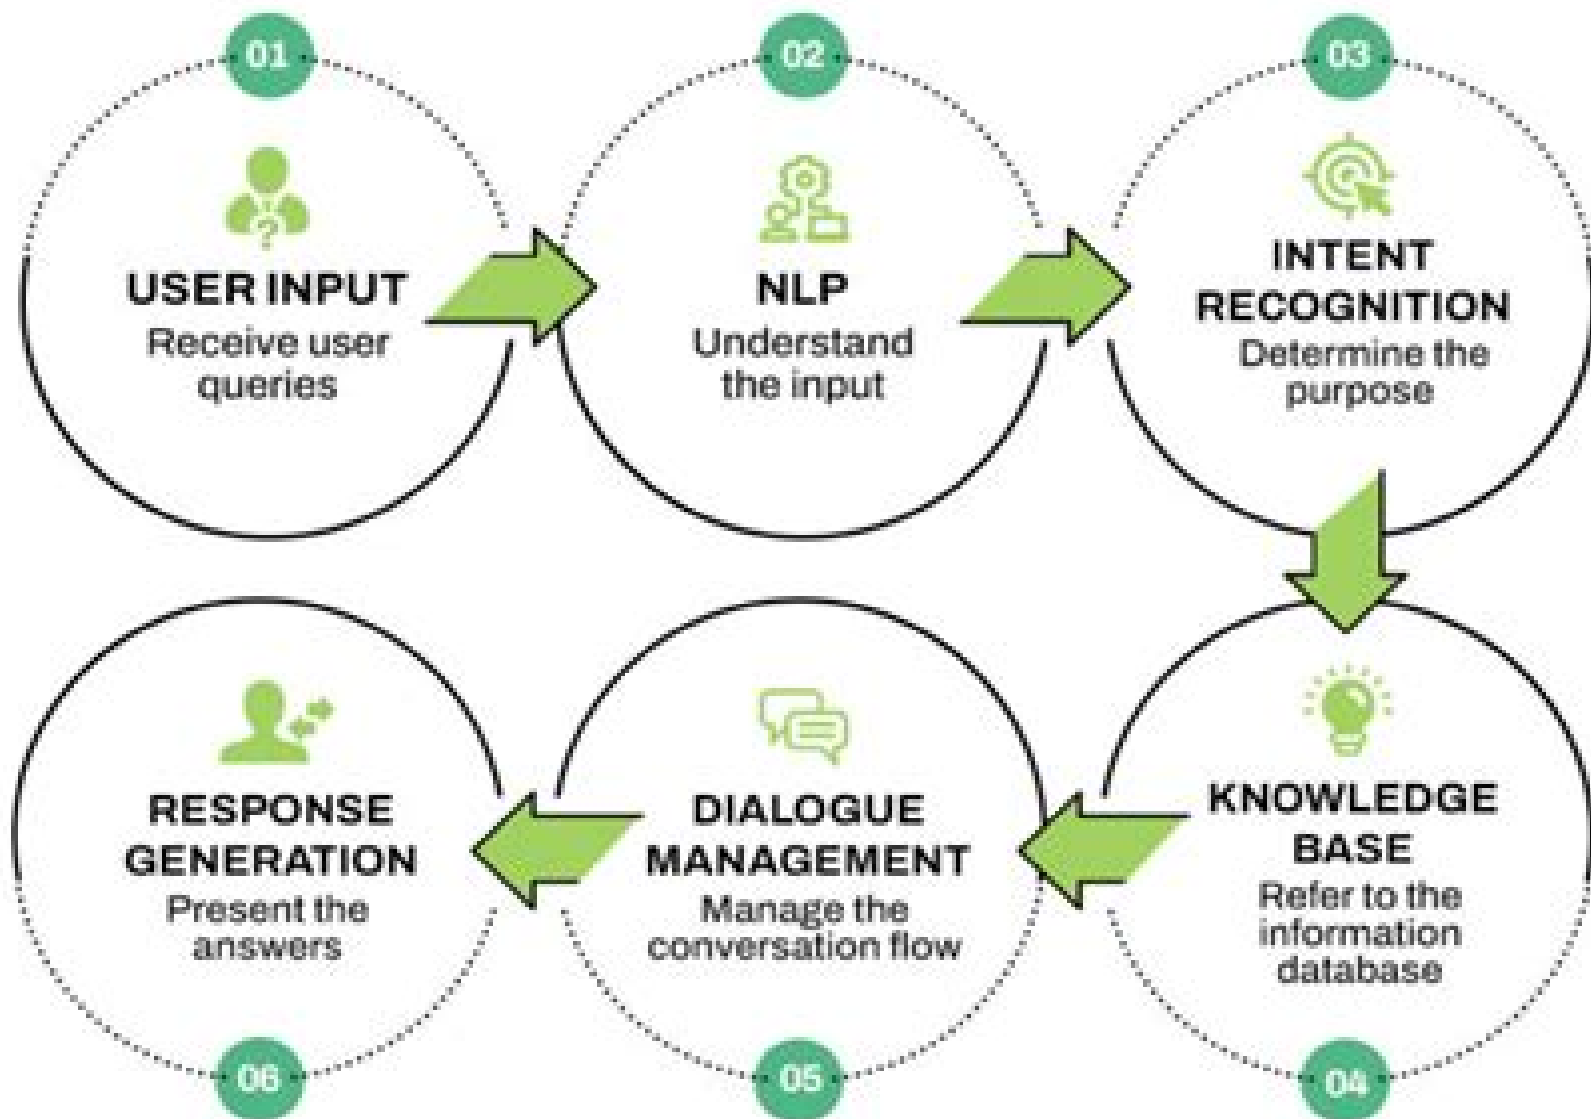 01
USER INPUT
Receive user
queries
02
NLP
Understand
the input
03
INTENT
RECOGNITION
Determine the
purpose
KNOWLEDGE
BASE
Refer to the
information
database
04
DIALOGUE
MANAGEMENT
Manage the
conversation flow
05
RESPONSE
GENERATION
Present the
answers
06